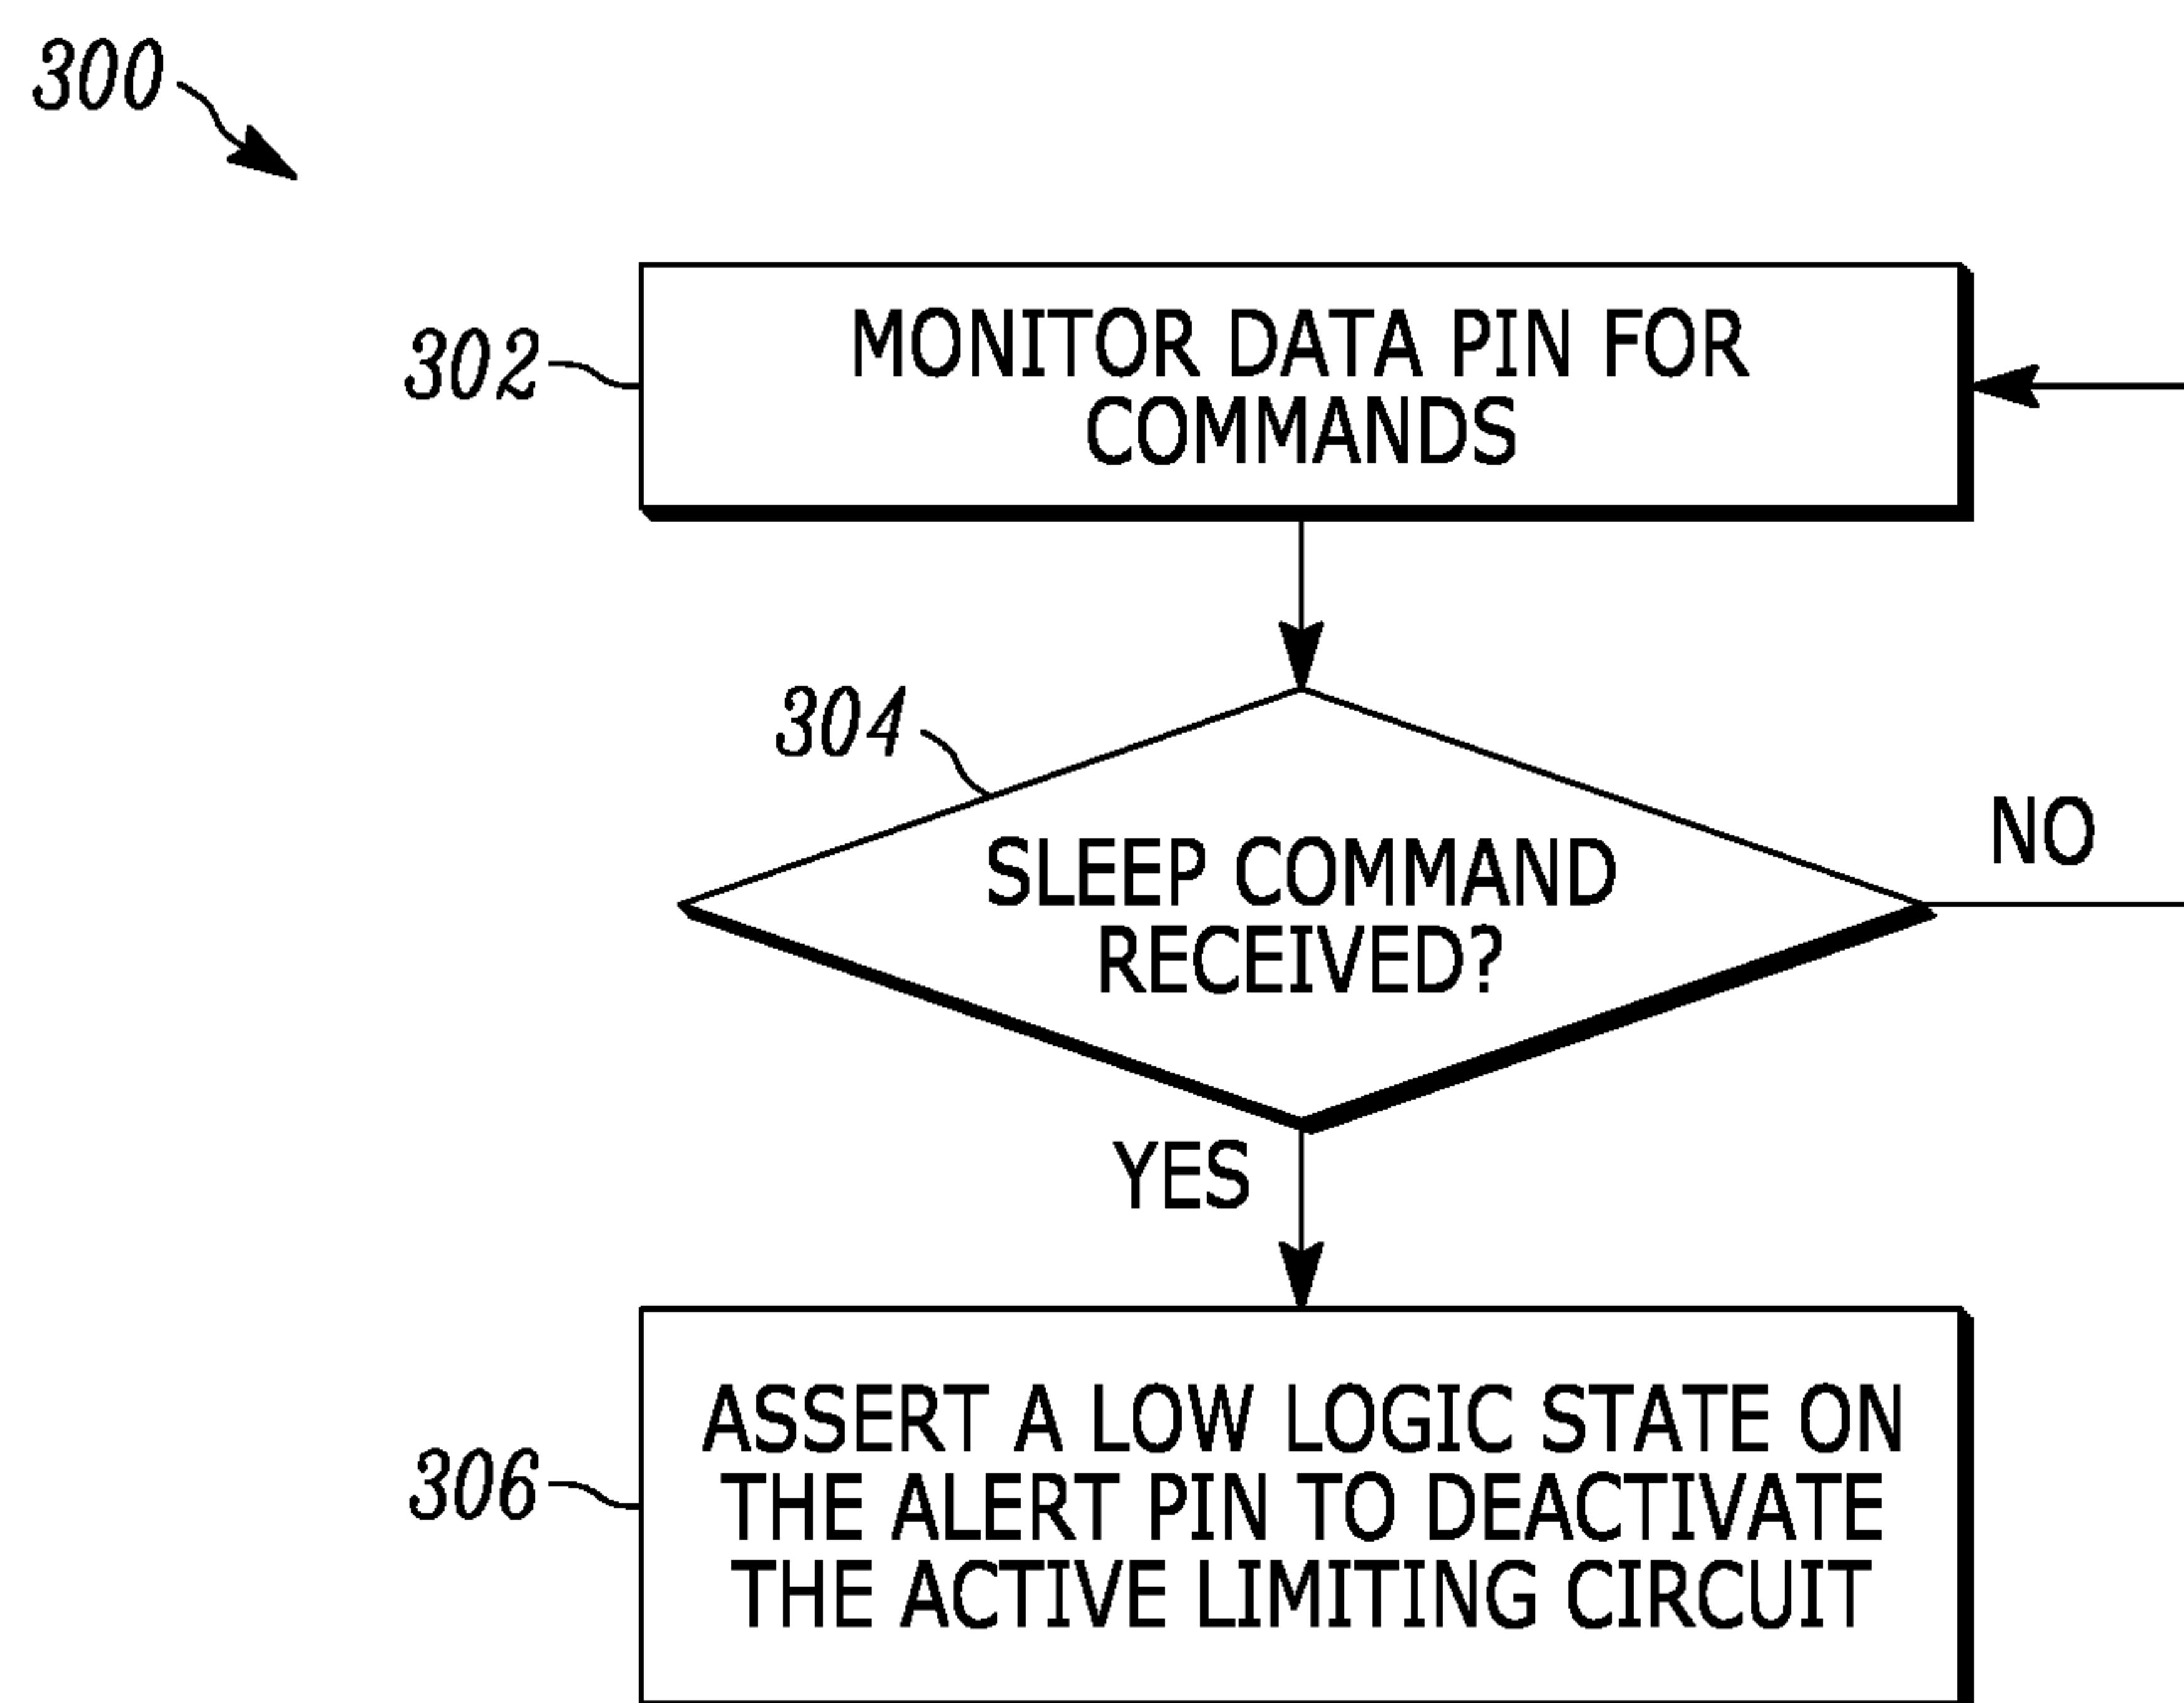 300
302
MONITOR DATA PIN FOR
COMMANDS
304
SLEEP COMMAND
RECEIVED?
NO
YES
306
ASSERT A LOW LOGIC STATE ON
THE ALERT PIN TO DEACTIVATE
THE ACTIVE LIMITING CIRCUIT